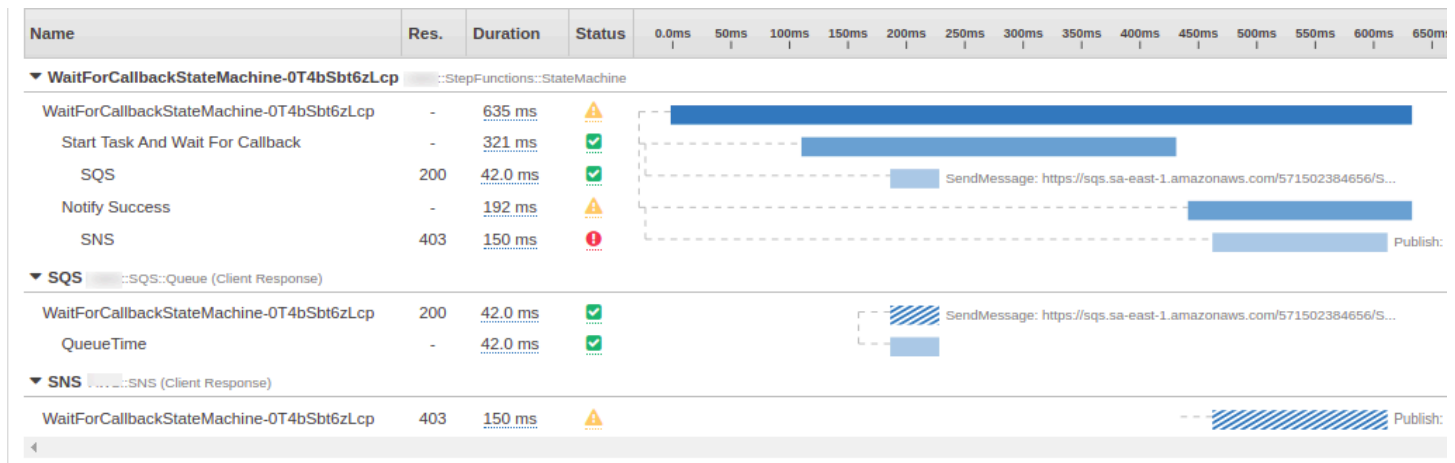 Name Res. Duration Status 0.0ms 50ms 100ms 150ms 200ms 250ms 300ms 350ms 400ms 450ms 500ms 550ms 600ms 650ms
WaitForCallbackStateMachine-0T4bSbt6zLcp ::StepFunctions::StateMachine
WaitForCallbackStateMachine-0T4bSbt6zLcp - 635 ms
Start Task And Wait For Callback - 321 ms
SQS 200 42.0 ms SendMessage: https://sqs.sa-east-1.amazonaws.com/571502384656/S...
Notify Success - 192 ms
SNS 403 150 ms Publish:
SQS ::SQS::Queue (Client Response)
WaitForCallbackStateMachine-0T4bSbt6zLcp 200 42.0 ms SendMessage: https://sqs.sa-east-1.amazonaws.com/571502384656/S...
QueueTime - 42.0 ms
SNS ::SNS (Client Response)
WaitForCallbackStateMachine-0T4bSbt6zLcp 403 150 ms Publish: